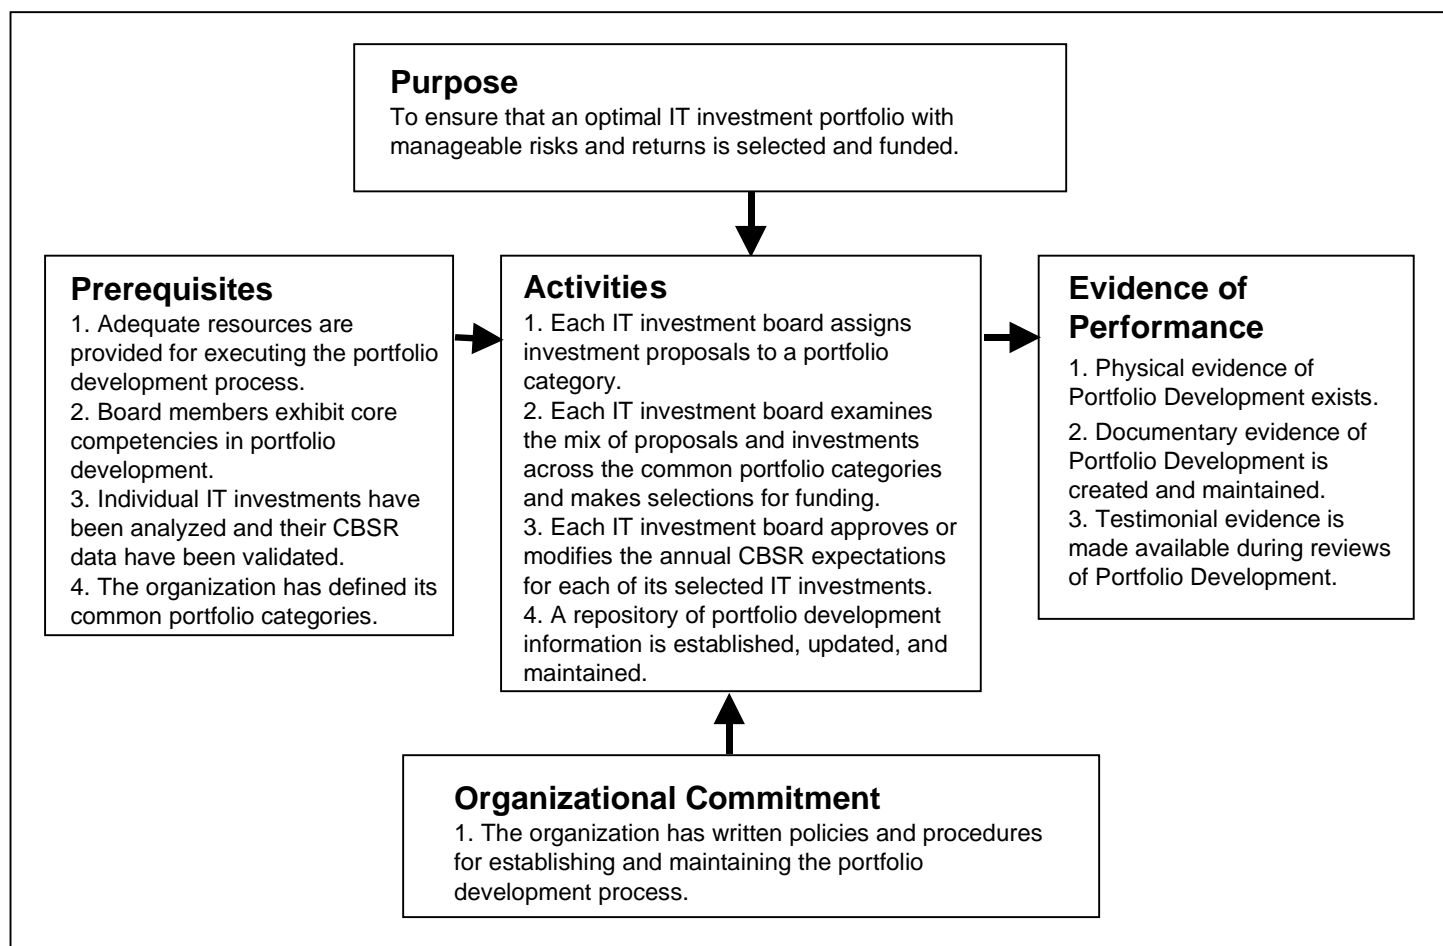 Purpose
To ensure that an optimal IT investment portfolio with
manageable risks and returns is selected and funded.
Prerequisites
1. Adequate resources are
provided for executing the portfolio
development process.
2. Board members exhibit core
competencies in portfolio
development.
3. Individual IT investments have
been analyzed and their CBSR
data have been validated.
4. The organization has defined its
common portfolio categories.
Activities
1. Each IT investment board assigns
investment proposals to a portfolio
category.
2. Each IT investment board examines
the mix of proposals and investments
across the common portfolio categories
and makes selections for funding.
3. Each IT investment board approves or
modifies the annual CBSR expectations
for each of its selected IT investments.
4. A repository of portfolio development
information is established, updated, and
maintained.
Evidence of
Performance
1. Physical evidence of
Portfolio Development exists.
2. Documentary evidence of
Portfolio Development is
created and maintained.
3. Testimonial evidence is
made available during reviews
of Portfolio Development.
Organizational Commitment
1. The organization has written policies and procedures
for establishing and maintaining the portfolio
development process.